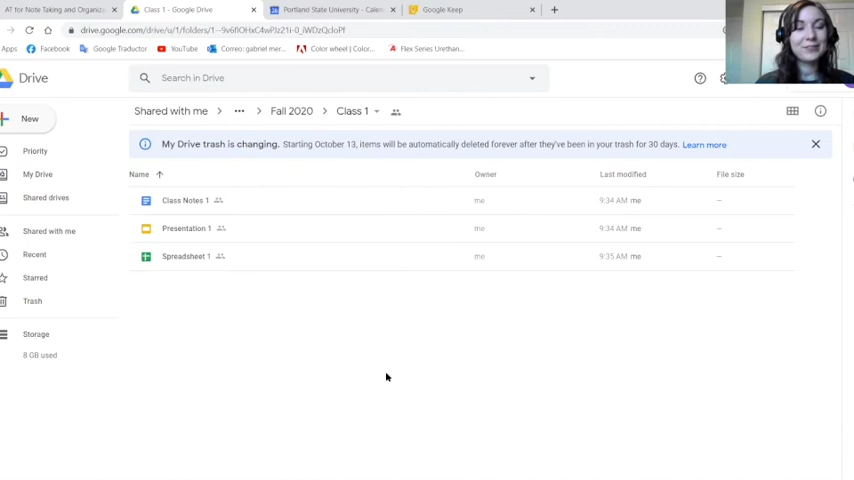 AT for Note Taking and Organiza
Class 1 - Google Drive
Portland State University - Calen
Google Keep
drive.google.com/drive/u/1/folders/
Apps Facebook Google Traductor YouTube Correo: gabriel mer... Color wheel | Color... Flex Series Urethan...
Drive
Search in Drive
New
Shared with me > ... > Fall 2020 > Class 1
My Drive trash is changing. Starting October 13, items will be automatically deleted forever after they've been in your trash for 30 days. Learn more
Priority
My Drive
Shared drives
Shared with me
Recent
Starred
Trash
Storage
8 GB used
Name Owner Last modified File size
Class Notes 1 me 9:34 AM me –
Presentation 1 me 9:34 AM me –
Spreadsheet 1 me 9:35 AM me –